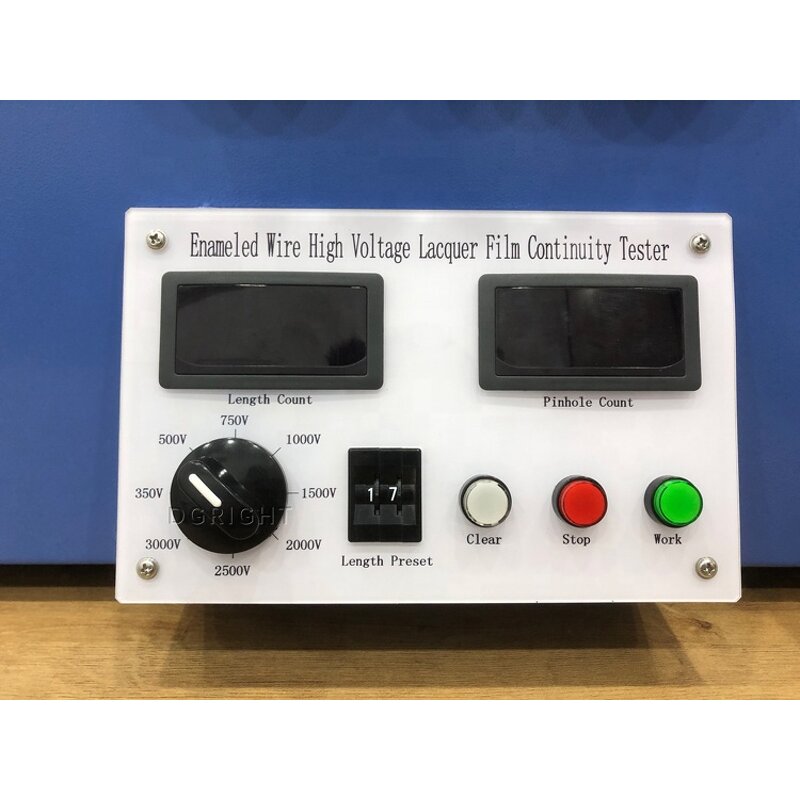 Enameled Wire High Voltage Lacquer Film Continuity Tester
Length Count
Pinhole Count
750V
500V
1000V
350V
1500V
3000V
2000V
2500V
DGRIGHT
1 7
Length Preset
Clear
Stop
Work